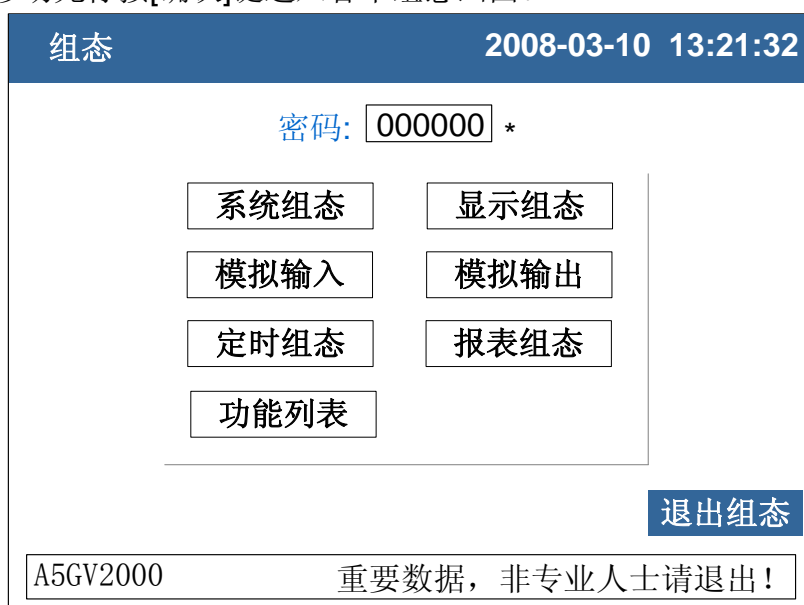 组态 2008-03-10 13:21:32
密码: 000000 *
系统组态 显示组态
模拟输入 模拟输出
定时组态 报表组态
功能列表
退出组态
A5GV2000 重要数据，非专业人士请退出！